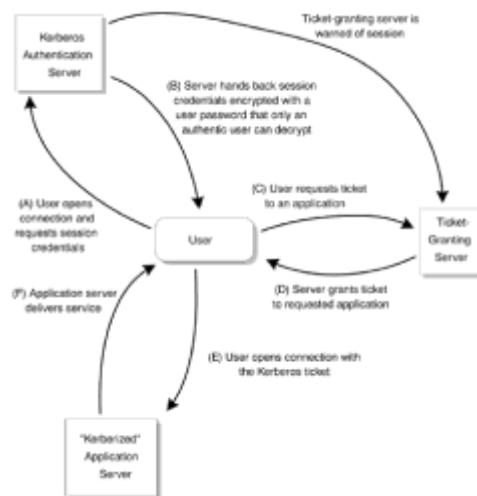 Kerberos
Authentication
Server
Ticket-granting server is
warned of session
(B) Server hands back session
credentials encrypted with a
user password that only an
authentic user can decrypt
(A) User opens
connection and
requests session
credentials
(C) User requests ticket
to an application
User
Ticket-
Granting
Server
(D) Server grants ticket
to requested application
(F) Application server
delivers service
(E) User opens connection with
the Kerberos ticket
"Kerberized"
Application
Server